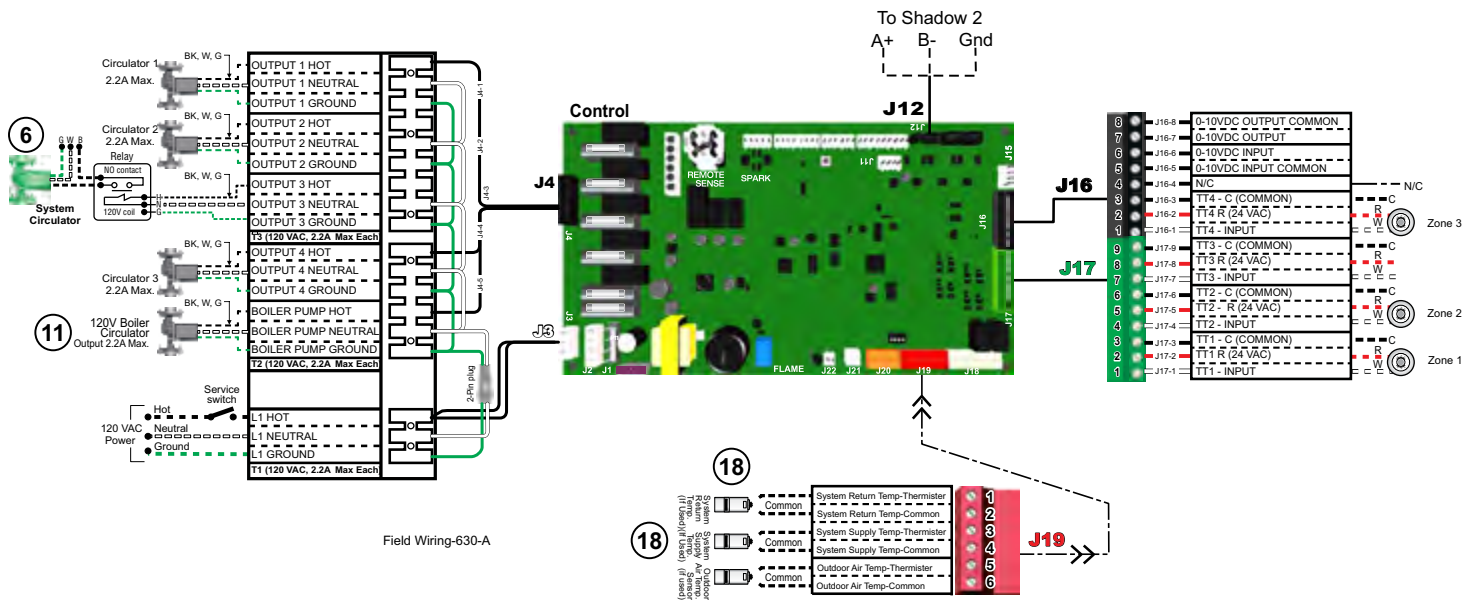 To Shadow 2
A+ B- Gnd
J12
Control
Circulator 1
2.2A Max.
BK, W, G
OUTPUT 1 HOT
OUTPUT 1 NEUTRAL
OUTPUT 1 GROUND
J4-1
6
G W B
Circulator 2
2.2A Max.
BK, W, G
OUTPUT 2 HOT
OUTPUT 2 NEUTRAL
OUTPUT 2 GROUND
J4-2
Relay
NO contact
120V coil
H
N
G
System
Circulator
BK, W, G
OUTPUT 3 HOT
OUTPUT 3 NEUTRAL
OUTPUT 3 GROUND
J4-3
T3 (120 VAC, 2.2A Max Each
Circulator 3
2.2A Max.
BK, W, G
OUTPUT 4 HOT
OUTPUT 4 NEUTRAL
OUTPUT 4 GROUND
J4-4
11
120V Boiler
Circulator
Output 2.2A Max.
BK, W, G
BOILER PUMP HOT
BOILER PUMP NEUTRAL
BOILER PUMP GROUND
J4-5
T2 (120 VAC, 2.2A Max Each
2-Pin plug
Service
switch
120 VAC
Power
Hot
Neutral
Ground
L1 HOT
L1 NEUTRAL
L1 GROUND
T1 (120 VAC, 2.2A Max Each
J4
J3
J12
J11
J15
REMOTE
SENSE
SPARK
J4
J16
J3
J17
J2 J1
FLAME
J22 J21 J20 J19 J18
J16
J17
8 J16-8 0-10VDC OUTPUT COMMON
7 J16-7 0-10VDC OUTPUT
6 J16-6 0-10VDC INPUT
5 J16-5 0-10VDC INPUT COMMON
4 J16-4 N/C N/C
3 J16-3 TT4 - C (COMMON) C
2 J16-2 TT4 R (24 VAC) R
1 J16-1 TT4 - INPUT W
Zone 3
9 J17-9 TT3 - C (COMMON) C
8 J17-8 TT3 R (24 VAC) R
7 J17-7 TT3 - INPUT W
6 J17-6 TT2 - C (COMMON) C
5 J17-5 TT2 - R (24 VAC) R
4 J17-4 TT2 - INPUT W
Zone 2
3 J17-3 TT1 - C (COMMON) C
2 J17-2 TT1 R (24 VAC) R
1 J17-1 TT1 - INPUT W
Zone 1
18
18
System
Return
Temp.
(If Used)
Common
System Return Temp-Thermister
System Return Temp-Common
1
2
System
Supply
Temp.
(If Used)
Common
System Supply Temp-Thermister
System Supply Temp-Common
3
4
Outdoor
Air Temp.
Sensor
(if used)
Common
Outdoor Air Temp-Thermister
Outdoor Air Temp-Common
5
6
J19
Field Wiring-630-A